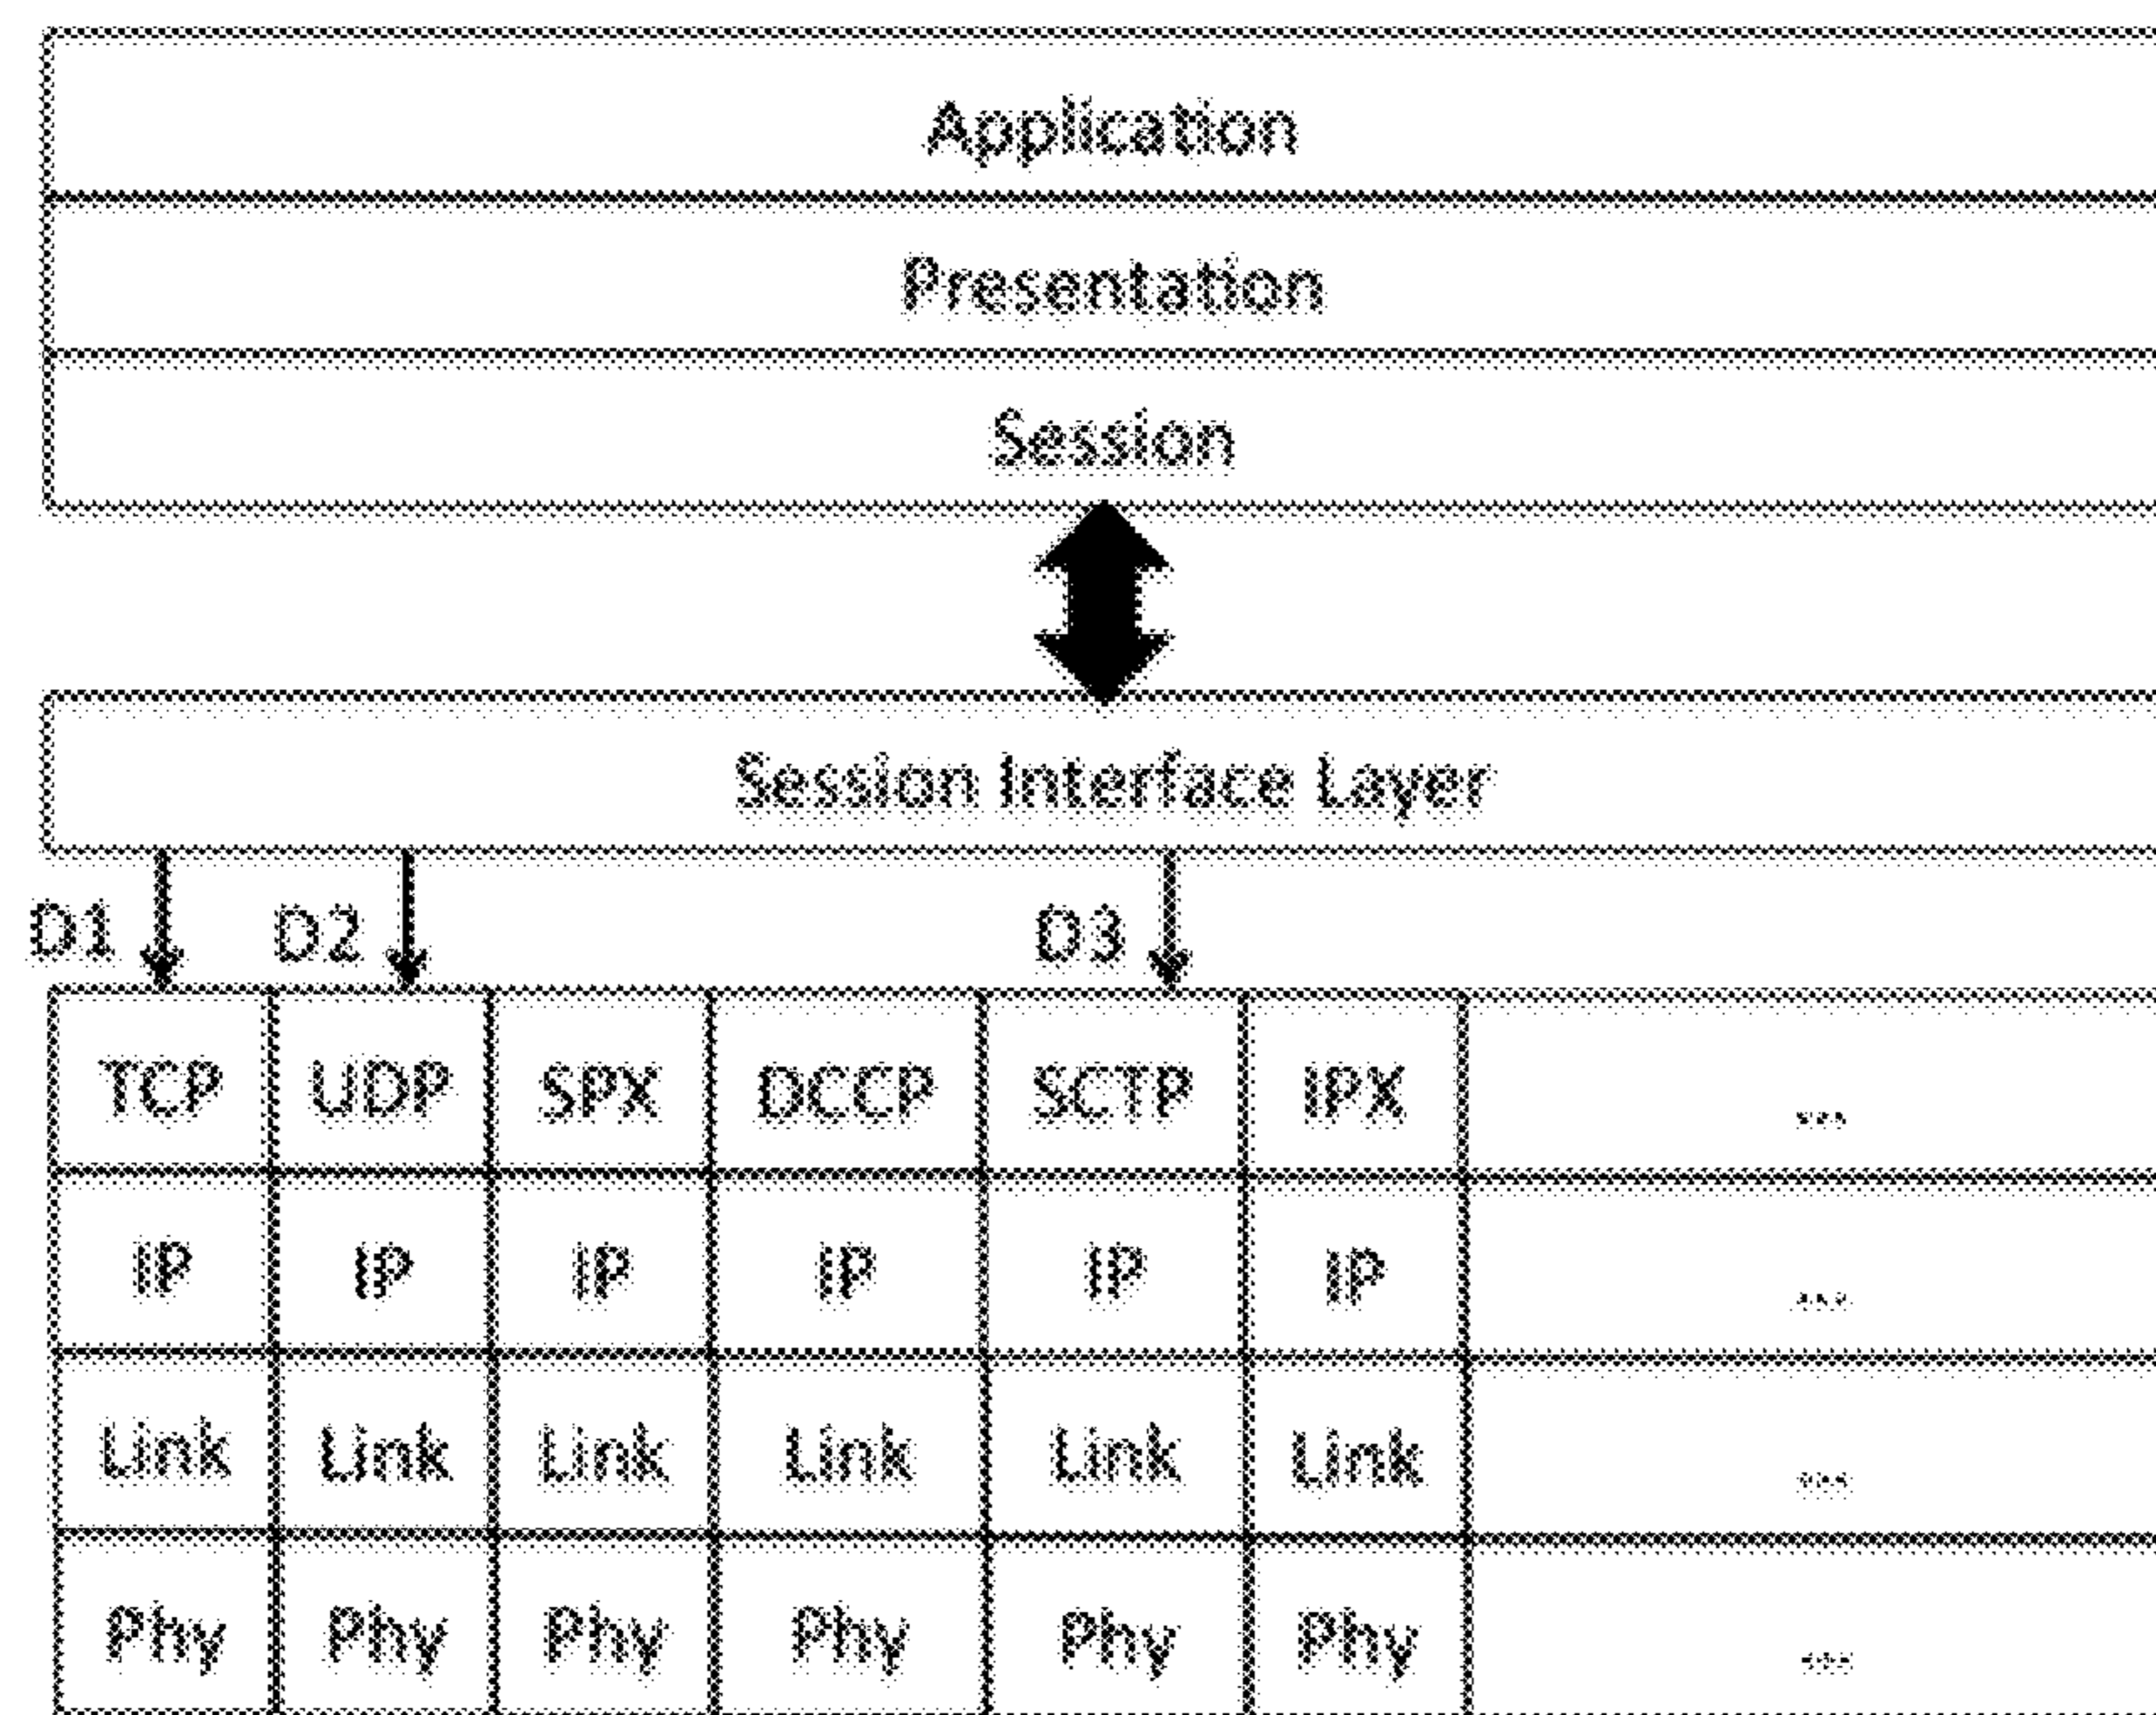 Application
Presentation
Session
Session Interface Layer
D1 D2 D3
TCP UDP SPX DCCP SCTP IPX ...
IP IP IP IP IP IP ...
Link Link Link Link Link Link ...
Phy Phy Phy Phy Phy Phy ...